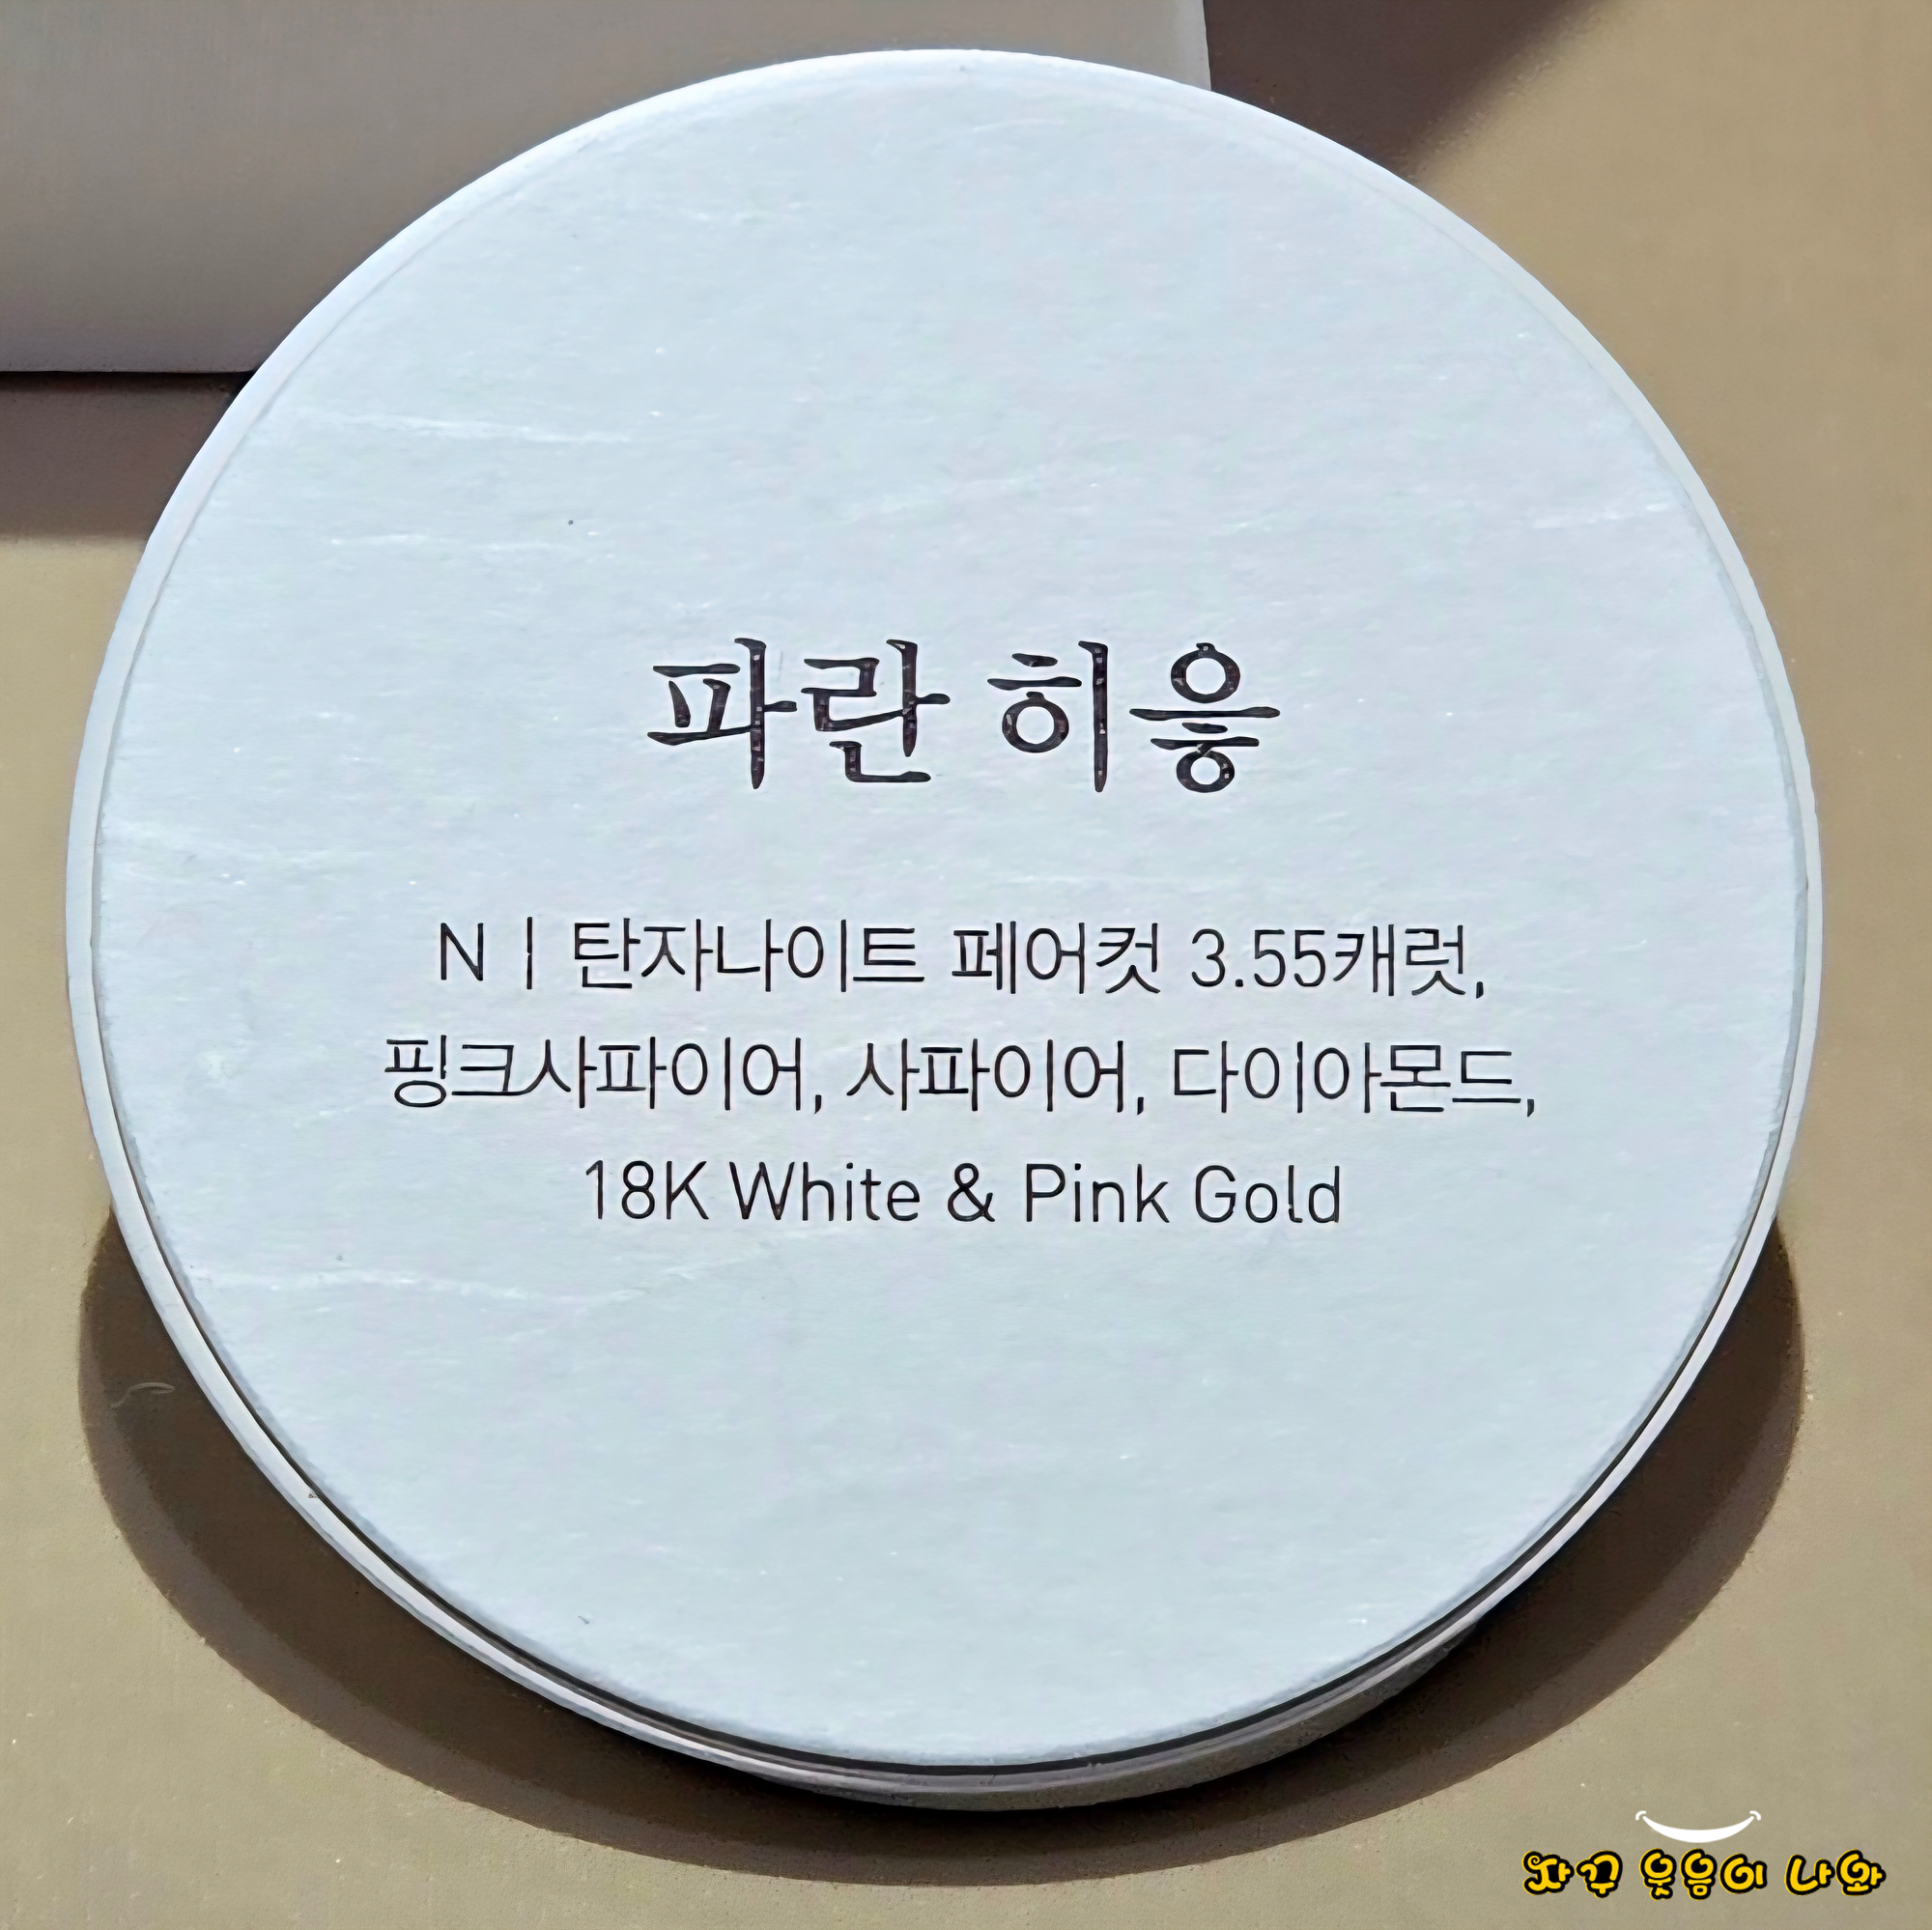 파란 히읗
N | 탄자나이트 페어컷 3.55캐럿,
핑크사파이어, 사파이어, 다이아몬드,
18K White & Pink Gold
자꾸 웃음이 나와